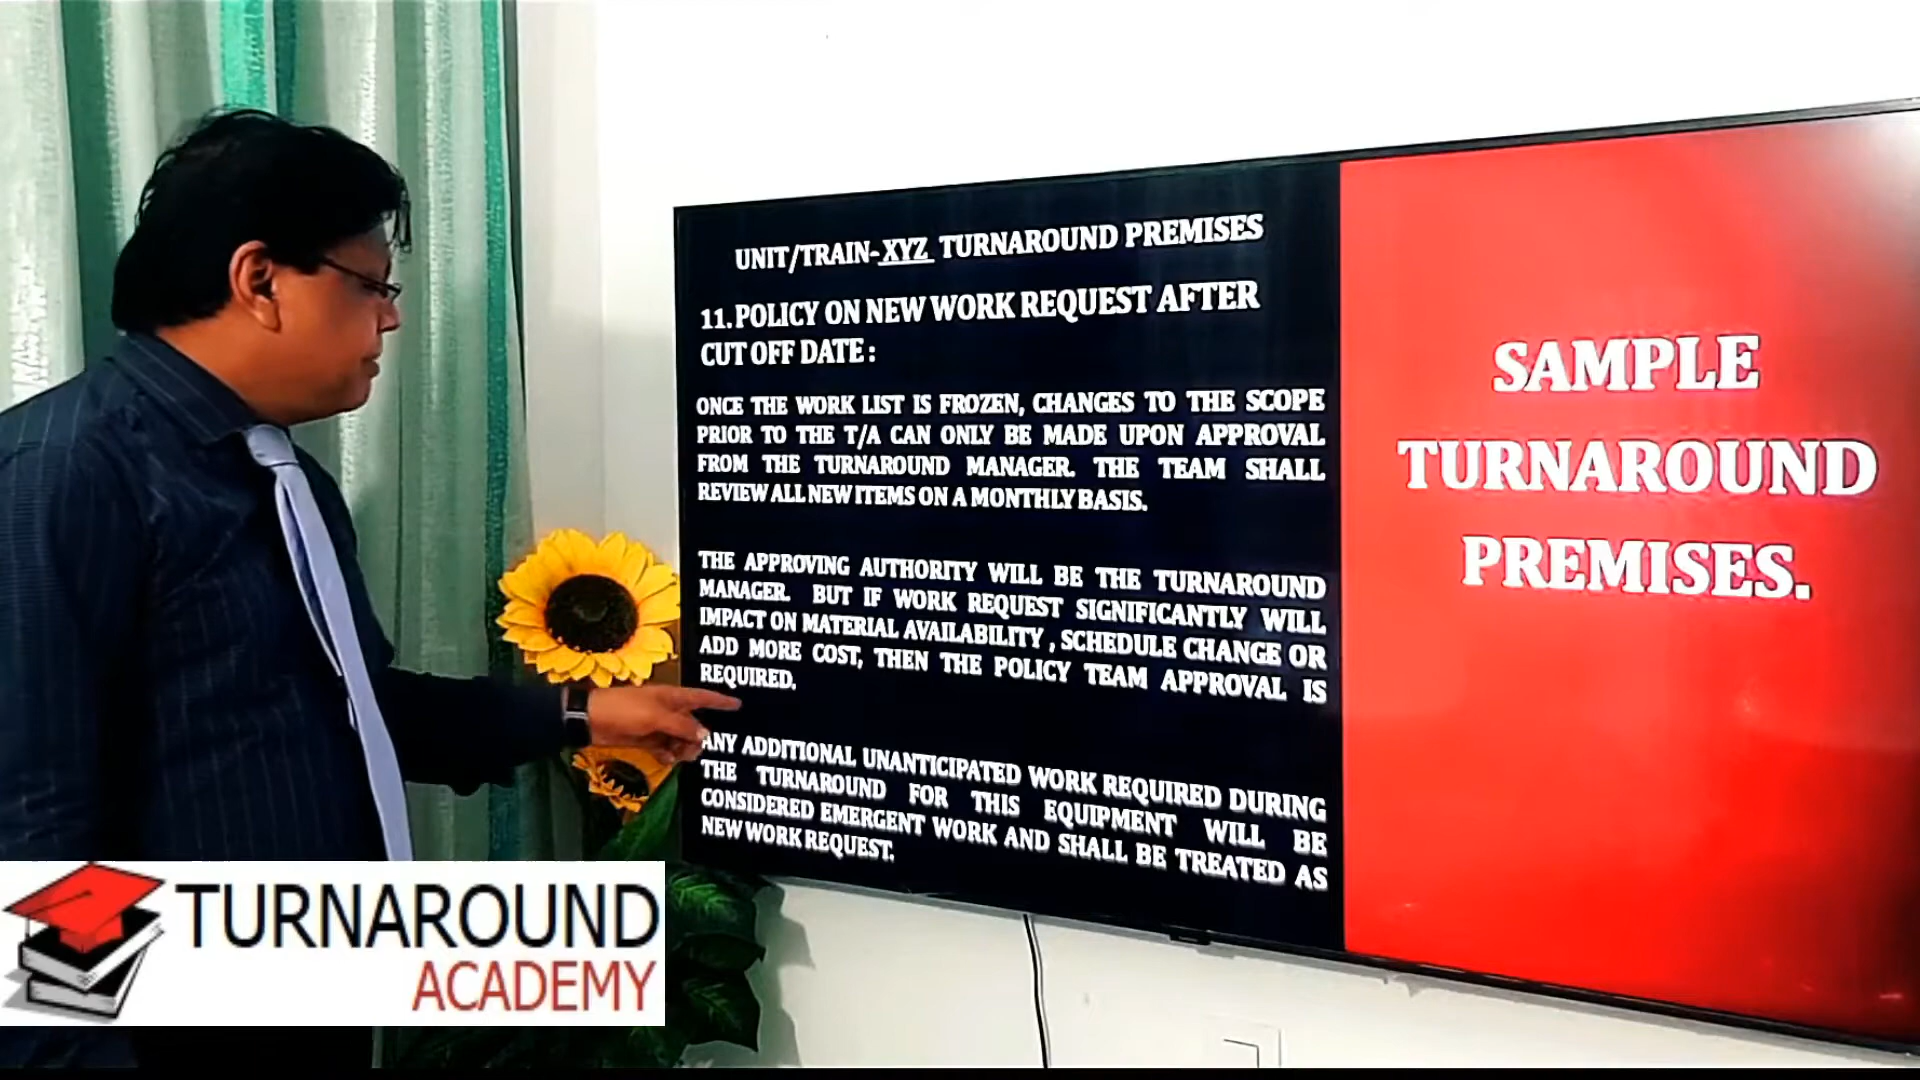 UNIT/TRAIN-XYZ TURNAROUND PREMISES
11. POLICY ON NEW WORK REQUEST AFTER
CUT OFF DATE :
ONCE THE WORK LIST IS FROZEN, CHANGES TO THE SCOPE
PRIOR TO THE T/A CAN ONLY BE MADE UPON APPROVAL
FROM THE TURNAROUND MANAGER. THE TEAM SHALL
REVIEW ALL NEW ITEMS ON A MONTHLY BASIS.
THE APPROVING AUTHORITY WILL BE THE TURNAROUND
MANAGER. BUT IF WORK REQUEST SIGNIFICANTLY WILL
IMPACT ON MATERIAL AVAILABILITY , SCHEDULE CHANGE OR
ADD MORE COST, THEN THE POLICY TEAM APPROVAL IS
REQUIRED.
ANY ADDITIONAL UNANTICIPATED WORK REQUIRED DURING
THE TURNAROUND FOR THIS EQUIPMENT WILL BE
CONSIDERED EMERGENT WORK AND SHALL BE TREATED AS
NEW WORK REQUEST.
SAMPLE
TURNAROUND
PREMISES.
TURNAROUND
ACADEMY